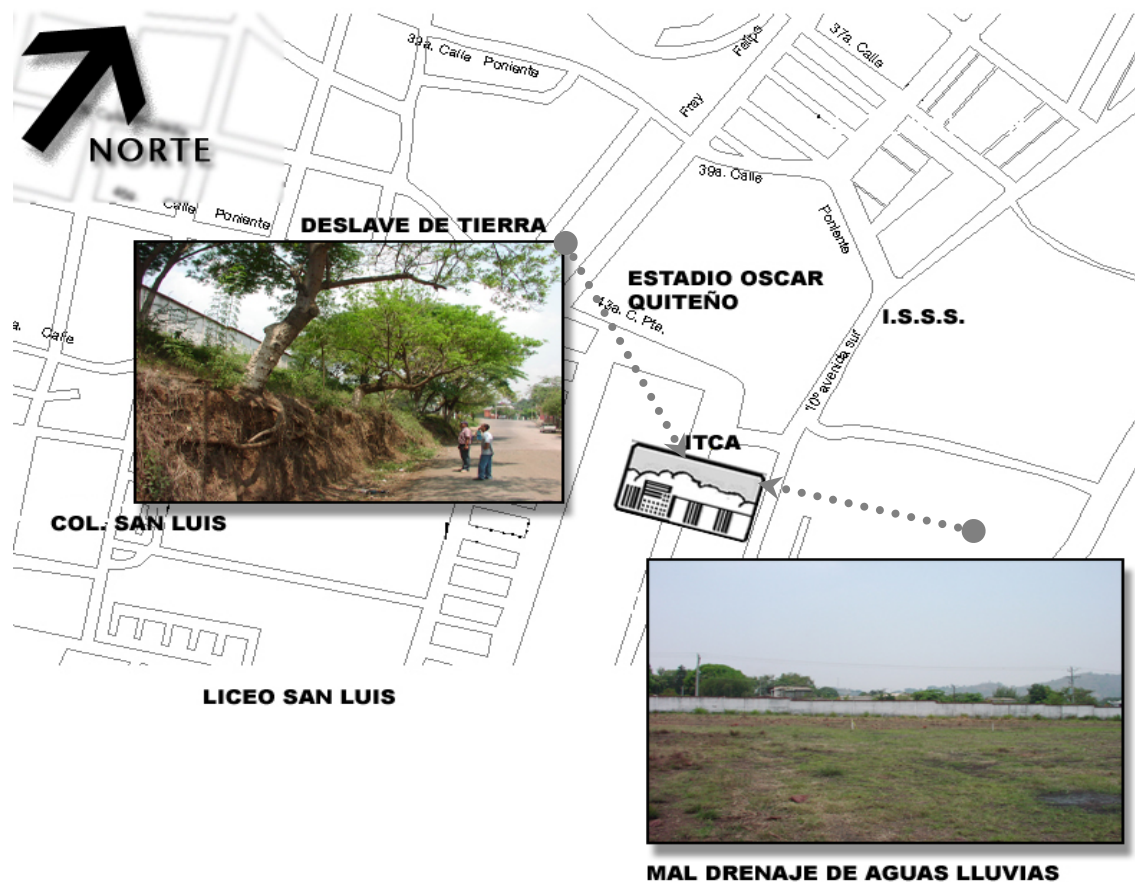 39a. Calle Poniente
Felipe
Fray
37a. Calle
NORTE
39a. Calle
Calle Poniente
Poniente
DESLAVE DE TIERRA
ESTADIO OSCAR
QUITEÑO
43a. C. Pte.
I.S.S.S.
a. Calle
10º avenida sur
ITCA
COL. SAN LUIS
LICEO SAN LUIS
MAL DRENAJE DE AGUAS LLUVIAS